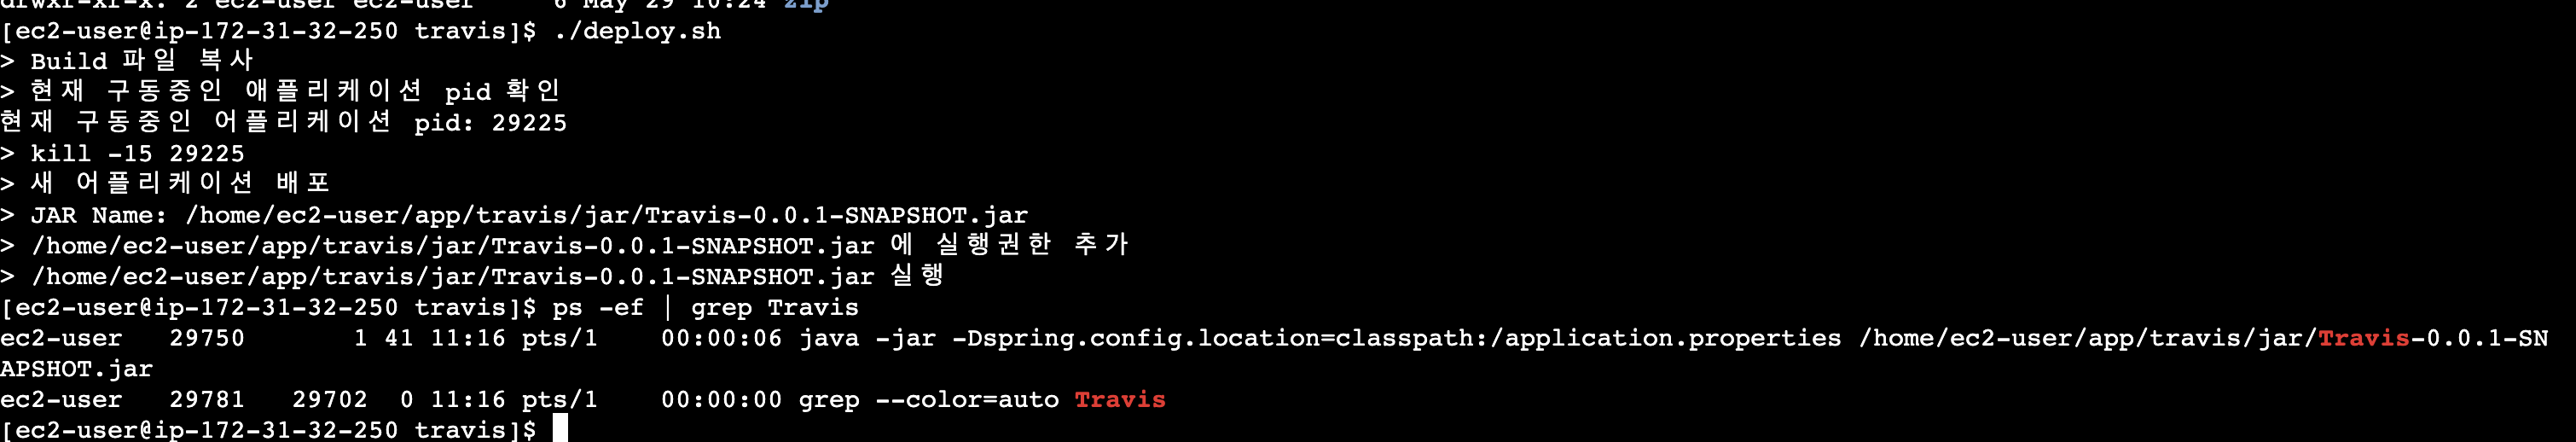 drwxr-xr-x. 2 ec2-user ec2-user     6 May 29 10:24 zip
[ec2-user@ip-172-31-32-250 travis]$ ./deploy.sh
> Build 파일 복사
> 현재 구동중인 애플리케이션 pid 확인
현재 구동중인 어플리케이션 pid: 29225
> kill -15 29225
> 새 어플리케이션 배포
> JAR Name: /home/ec2-user/app/travis/jar/Travis-0.0.1-SNAPSHOT.jar
> /home/ec2-user/app/travis/jar/Travis-0.0.1-SNAPSHOT.jar 에 실행권한 추가
> /home/ec2-user/app/travis/jar/Travis-0.0.1-SNAPSHOT.jar 실행
[ec2-user@ip-172-31-32-250 travis]$ ps -ef | grep Travis
ec2-user   29750       1 41 11:16 pts/1    00:00:06 java -jar -Dspring.config.location=classpath:/application.properties /home/ec2-user/app/travis/jar/Travis-0.0.1-SN
APSHOT.jar
ec2-user   29781   29702  0 11:16 pts/1    00:00:00 grep --color=auto Travis
[ec2-user@ip-172-31-32-250 travis]$